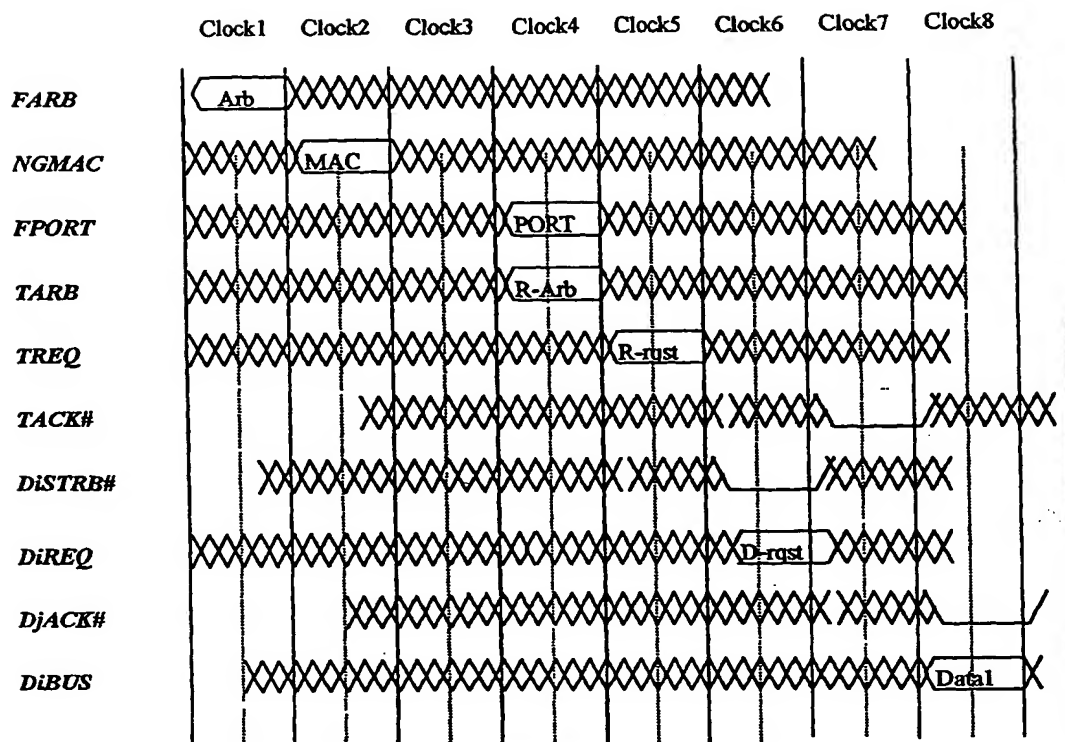 Clock1 Clock2 Clock3 Clock4 Clock5 Clock6 Clock7 Clock8
FARB Arb
NGMAC MAC
FPORT PORT
TARB R-Arb
TREQ R-rqst
TACK#
DiSTRB#
DiREQ D-rqst
DjACK#
DiBUS Data1